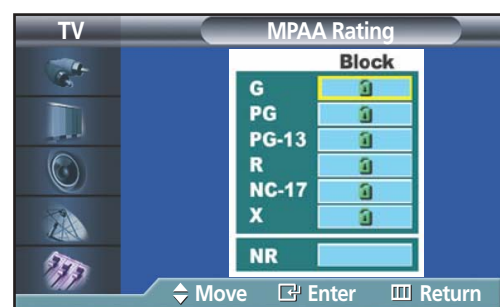 TV MPAA Rating
Block
G
PG
PG-13
R
NC-17
X
NR
Move Enter Return